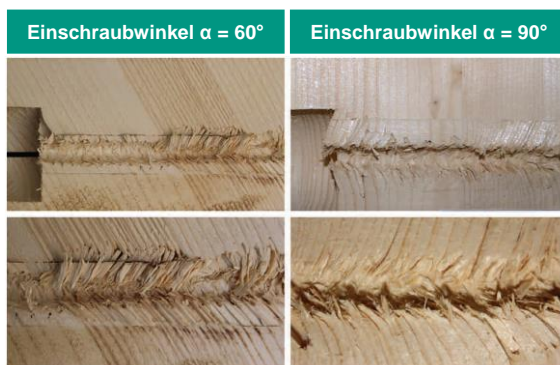 Einschraubwinkel α = 60°
Einschraubwinkel α = 90°